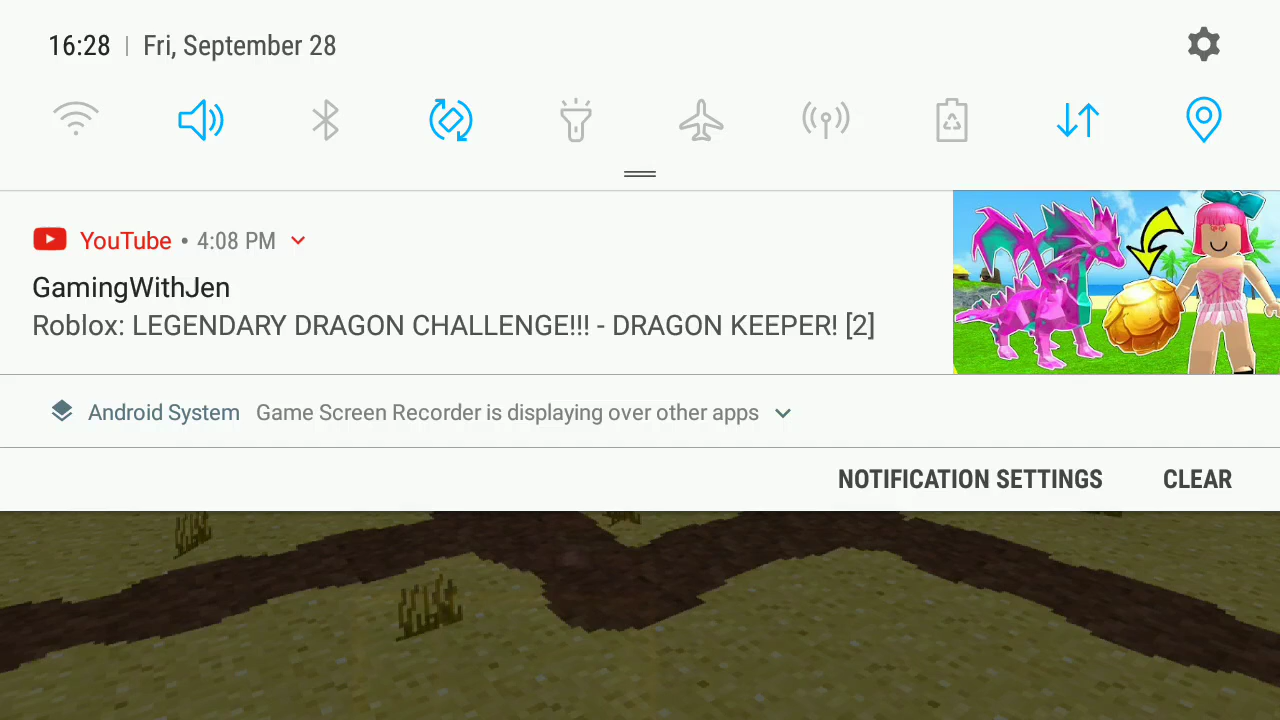 16:28 | Fri, September 28
YouTube • 4:08 PM
GamingWithJen
Roblox: LEGENDARY DRAGON CHALLENGE!!! - DRAGON KEEPER! [2]
Android System Game Screen Recorder is displaying over other apps
NOTIFICATION SETTINGS CLEAR